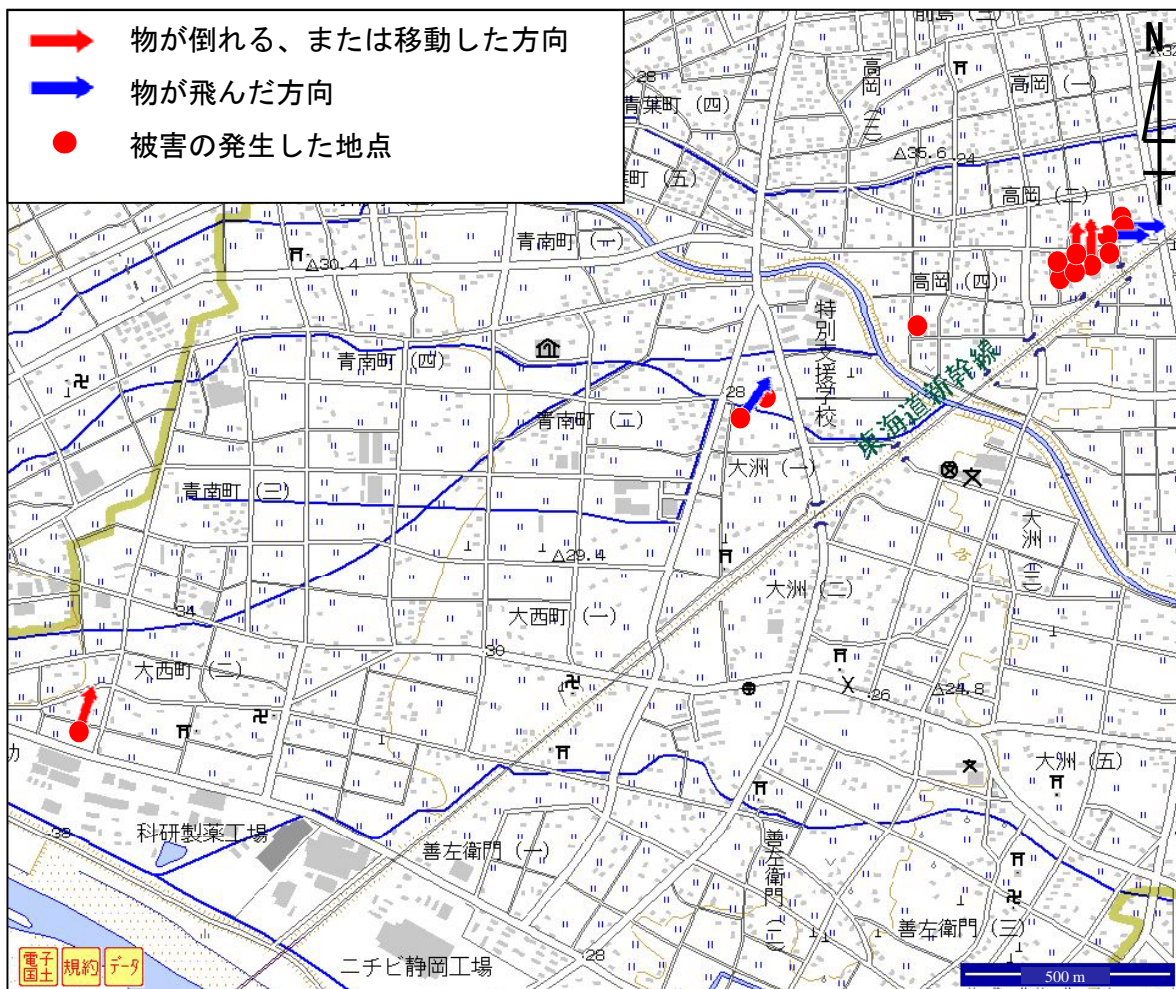 物が倒れる、または移動した方向
物が飛んだ方向
被害の発生した地点
N
28
青葉町(四)
高岡(一)
△35.6
24
高岡(二)
青南町(一)
△30.4
高岡(四)
特別支援学校
青南町(四)
28
青南町(二)
東海道新幹線
大洲(一)
青南町(三)
25
△29.4
大洲(二)
大西町(一)
34
30
大西町(二)
26
△24.8
大洲(五)
38
科研製薬工場
善左衛門(一)
善左衛門(二)
善左衛門(三)
28
ニチビ静岡工場
電子国土
規約
データ
500 m